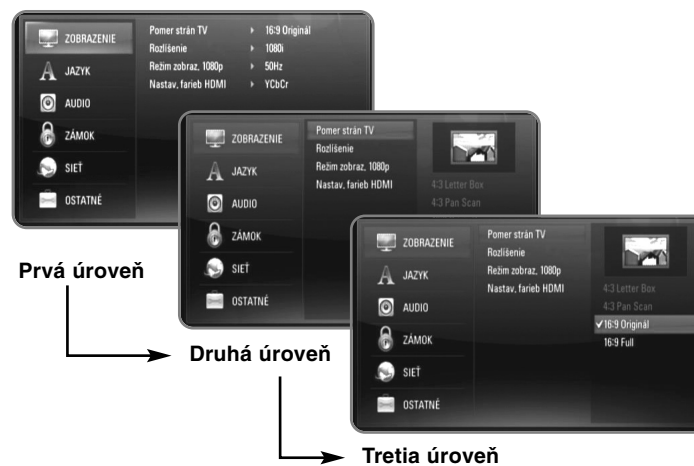 ZOBRAZENIE
JAZYK
AUDIO
ZÁMOK
SIEŤ
OSTATNÉ
Pomer strán TV 16:9 Originál
Rozlíšenie 1080i
Režim zobraz. 1080p 50Hz
Nastav. farieb HDMI YCbCr
Prvá úroveň
ZOBRAZENIE
JAZYK
AUDIO
ZÁMOK
SIEŤ
OSTATNÉ
Pomer strán TV
Rozlíšenie
Režim zobraz. 1080p
Nastav. farieb HDMI
4:3 Letter Box
4:3 Pan Scan
Druhá úroveň
ZOBRAZENIE
JAZYK
AUDIO
ZÁMOK
SIEŤ
OSTATNÉ
Pomer strán TV
Rozlíšenie
Režim zobraz. 1080p
Nastav. farieb HDMI
4:3 Letter Box
4:3 Pan Scan
✓16:9 Originál
16:9 Full
Tretia úroveň